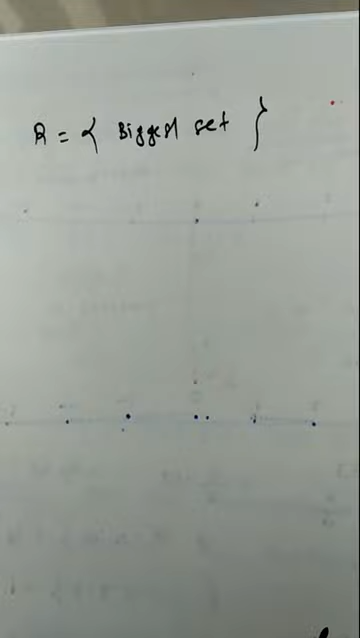 R = { Biggest set }